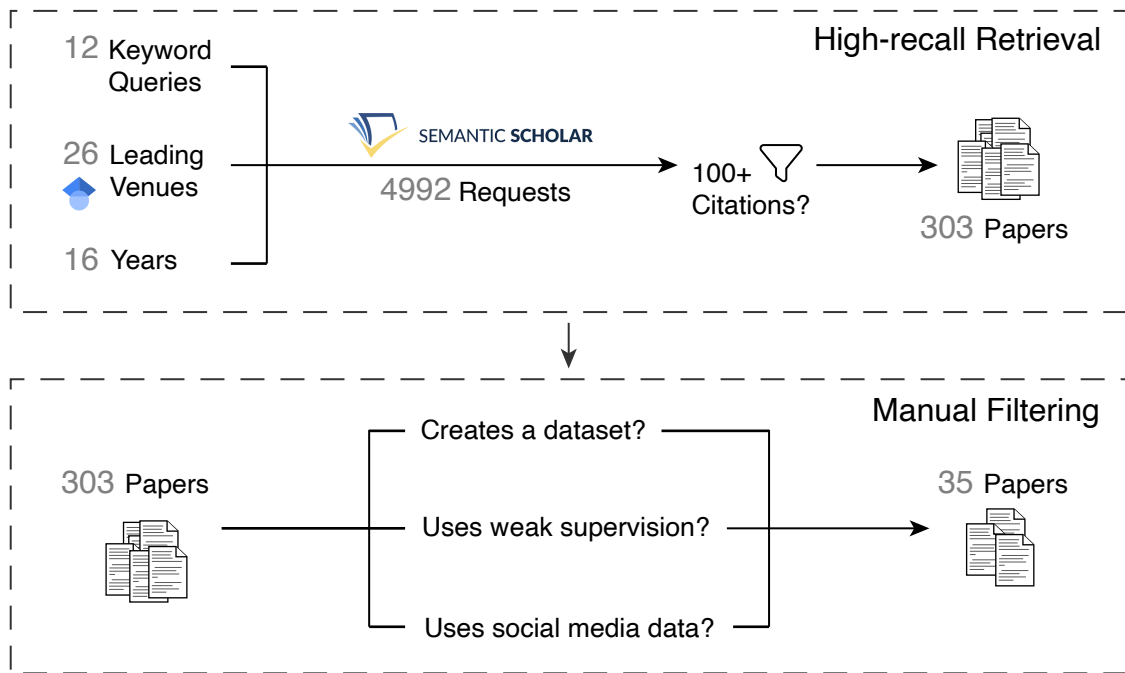 High-recall Retrieval
12 Keyword
Queries
26 Leading
Venues
16 Years
SEMANTIC SCHOLAR
4992 Requests
100+
Citations?
303 Papers
Manual Filtering
303 Papers
Creates a dataset?
Uses weak supervision?
Uses social media data?
35 Papers